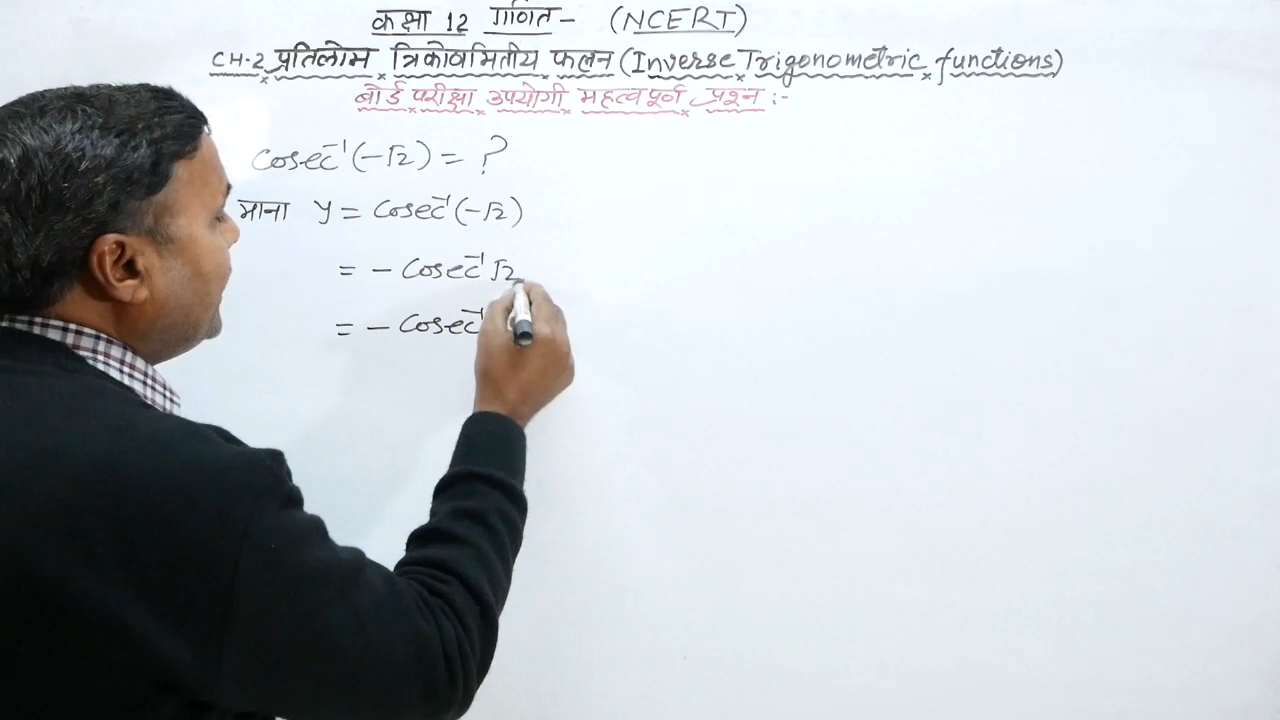 कक्षा 12 गणित- (NCERT)
CH-2 प्रतिलोम त्रिकोणमितीय फलन (Inverse Trigonometric functions)
बोर्ड परीक्षा उपयोगी महत्वपूर्ण प्रश्न :-
Cosec⁻¹(-√2) = ?
माना y = Cosec⁻¹(-√2)
= - Cosec⁻¹ √2
= - Cosec⁻¹